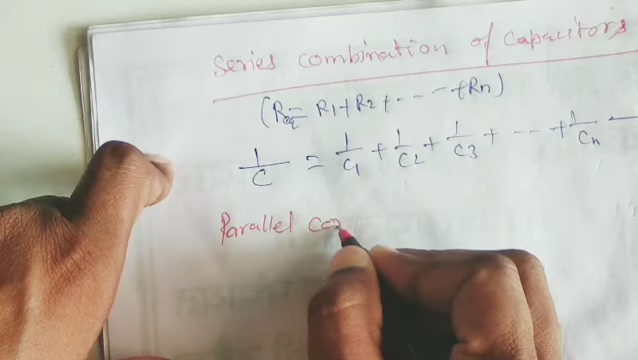 Series combination of capacitors
(Req = R1+R2+---- +Rn)
1/C = 1/C1 + 1/C2 + 1/C3 + --- + 1/Cn —
Parallel co